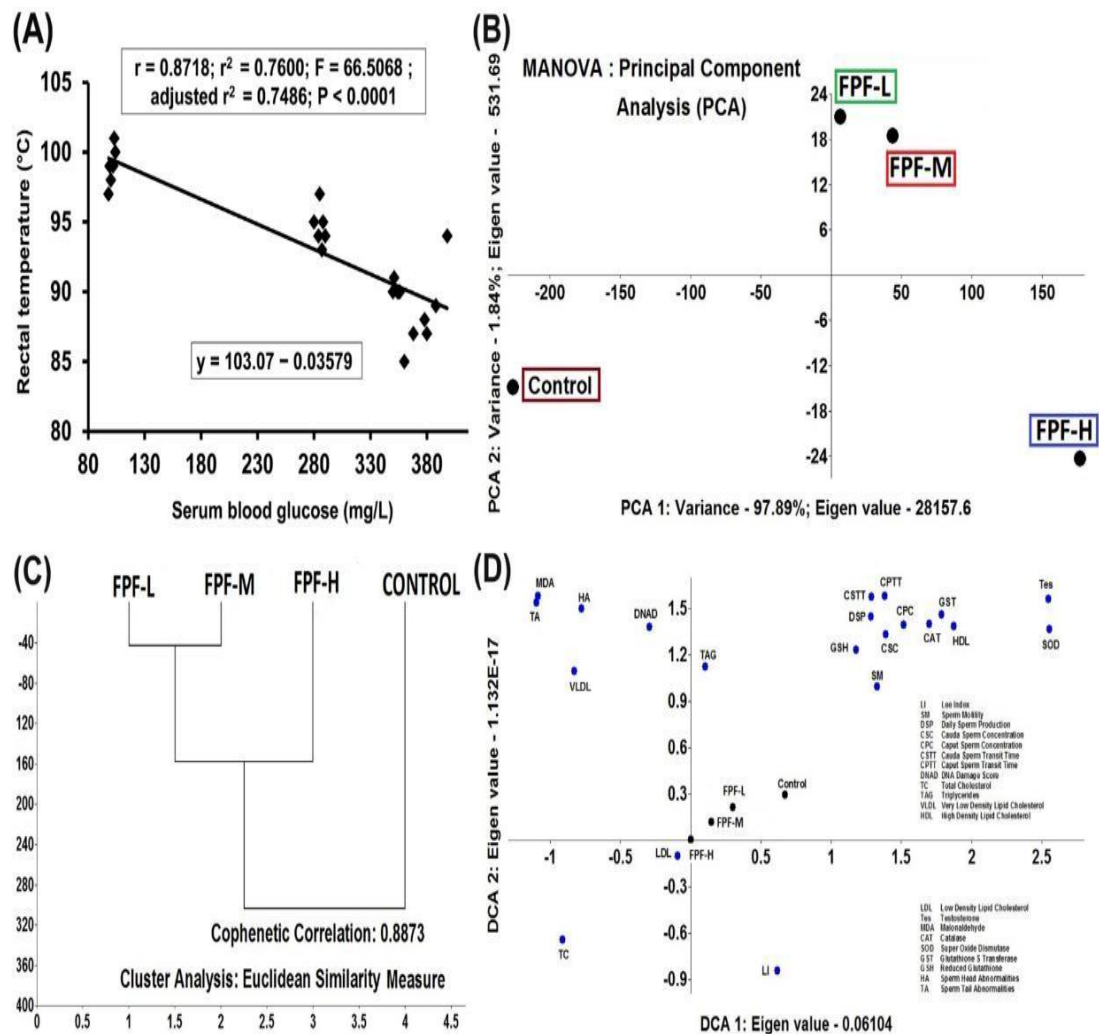 (A)
r = 0.8718; r² = 0.7600; F = 66.5068 ;
adjusted r² = 0.7486; P < 0.0001
105
100
95
90
85
80
Rectal temperature (°C)
y = 103.07 − 0.03579
80 130 180 230 280 330 380
Serum blood glucose (mg/L)
(B)
MANOVA : Principal Component
Analysis (PCA)
PCA 2: Variance - 1.84%; Eigen value - 531.69
24
18
12
6
-6
-12
-18
-24
-200 -150 -100 -50 0 50 100 150
FPF-L
FPF-M
Control
FPF-H
PCA 1: Variance - 97.89%; Eigen value - 28157.6
(C)
FPF-L FPF-M FPF-H CONTROL
-40
-80
120
160
200
240
280
320
360
400
Cophenetic Correlation: 0.8873
Cluster Analysis: Euclidean Similarity Measure
0 0.5 1 1.5 2 2.5 3 3.5 4 4.5
(D)
DCA 2: Eigen value - 1.132E-17
1.5
1.2
0.9
0.6
0.3
-0.3
-0.6
-0.9
-1 -0.5 0 0.5 1 1.5 2 2.5
MDA
TA
HA
DNAD
VLDL
TAG
CSTT
CPTT
DSP
CPC
GST
GSH
CSC
CAT
HDL
SM
Tes
SOD
Control
FPF-L
FPF-M
LDL
FPF-H
TC
LI
LI Lee Index
SM Sperm Motility
DSP Daily Sperm Production
CSC Cauda Sperm Concentration
CPC Caput Sperm Concentration
CSTT Cauda Sperm Transit Time
CPTT Caput Sperm Transit Time
DNAD DNA Damage Score
TC Total Cholesterol
TAG Triglycerides
VLDL Very Low Density Lipid Cholesterol
HDL High Density Lipid Cholesterol
LDL Low Density Lipid Cholesterol
Tes Testosterone
MDA Malonaldehyde
CAT Catalase
SOD Super Oxide Dismutase
GST Glutathione S Transferase
GSH Reduced Glutathione
HA Sperm Head Abnormalities
TA Sperm Tail Abnormalities
DCA 1: Eigen value - 0.06104